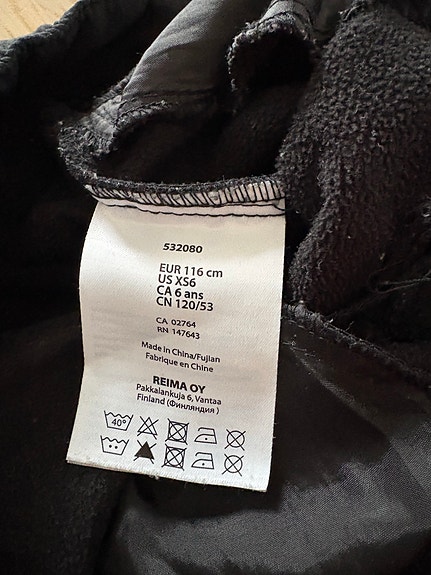 532080
EUR 116 cm
US XS6
CA 6 ans
CN 120/53
CA 02764
RN 147643
Made in China/Fujian
Fabrique en Chine
REIMA OY
Pakkalankuja 6, Vantaa
Finland (Финляндия )
40°